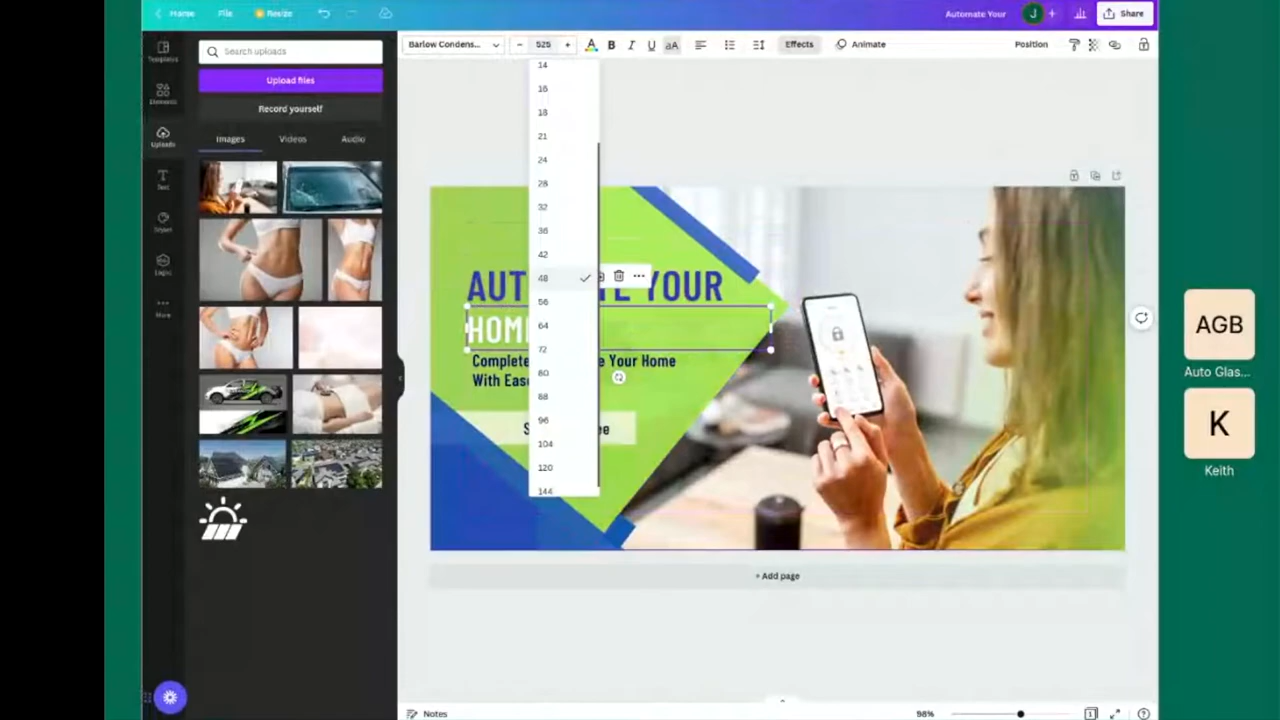 Home File Resize Automate Your J + Share
Barlow Condens... − 525 + A B I U aA Effects Animate Position
Templates
Elements
Uploads
Text
More
Search uploads
Upload files
Record yourself
Images Videos Audio
14
16
18
21
24
28
32
36
42
48
56
64
72
80
88
96
104
120
144
AUT E YOUR
HOM
Complete e Your Home
With Eas
S ee
+ Add page
Notes 98% 1
AGB
Auto Glas...
K
Keith